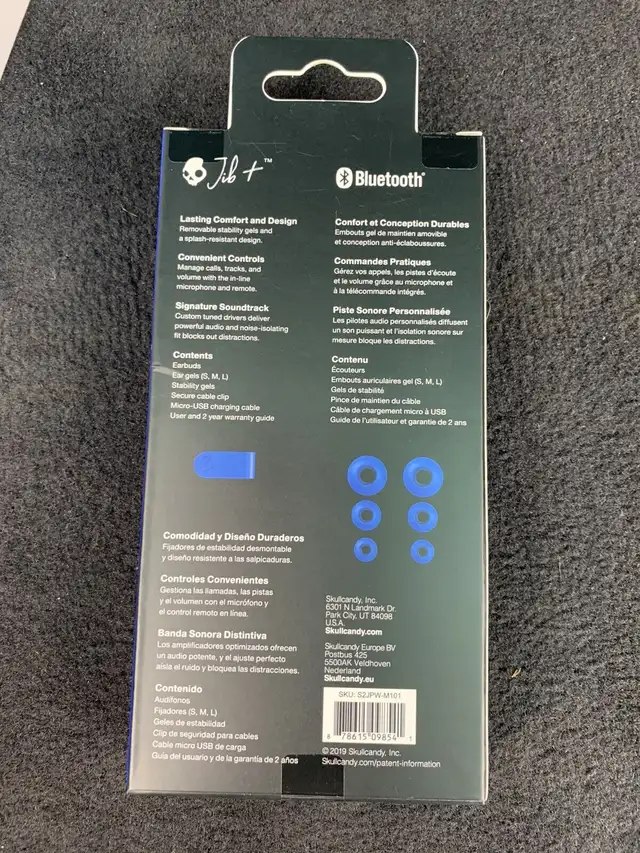 Jib +™
Bluetooth®
Lasting Comfort and Design
Removable stability gels and
a splash-resistant design.
Convenient Controls
Manage calls, tracks, and
volume with the in-line
microphone and remote.
Signature Soundtrack
Custom tuned drivers deliver
powerful audio and noise-isolating
fit blocks out distractions.
Contents
Earbuds
Ear gels (S, M, L)
Stability gels
Secure cable clip
Micro-USB charging cable
User and 2 year warranty guide
Confort et Conception Durables
Embouts gel de maintien amovible
et conception anti-éclaboussures.
Commandes Pratiques
Gérez vos appels, les pistes d'écoute
et le volume grâce au microphone et
à la télécommande intégrés.
Piste Sonore Personnalisée
Les pilotes audio personnalisés diffusent
un son puissant et l'isolation sonore sur
mesure bloque les distractions.
Contenu
Écouteurs
Embouts auriculaires gel (S, M, L)
Gels de stabilité
Pince de maintien du câble
Câble de chargement micro à USB
Guide de l'utilisateur et garantie de 2 ans
Comodidad y Diseño Duraderos
Fijadores de estabilidad desmontable
y diseño resistente a las salpicaduras.
Controles Convenientes
Gestiona las llamadas, las pistas
y el volumen con el micrófono y
el control remoto en línea.
Banda Sonora Distintiva
Los amplificadores optimizados ofrecen
un audio potente, y el ajuste perfecto
aísla el ruido y bloquea las distracciones.
Contenido
Audífonos
Fijadores (S, M, L)
Geles de estabilidad
Clip de seguridad para cables
Cable micro USB de carga
Guía del usuario y de la garantía de 2 años
Skullcandy, Inc.
6301 N Landmark Dr.
Park City, UT 84098
U.S.A.
Skullcandy.com
Skullcandy Europe BV
Postbus 425
5500AK Veldhoven
Nederland
Skullcandy.eu
SKU: S2JPW-M101
8 78615 09854 1
© 2019 Skullcandy, Inc.
Skullcandy.com/patent-information